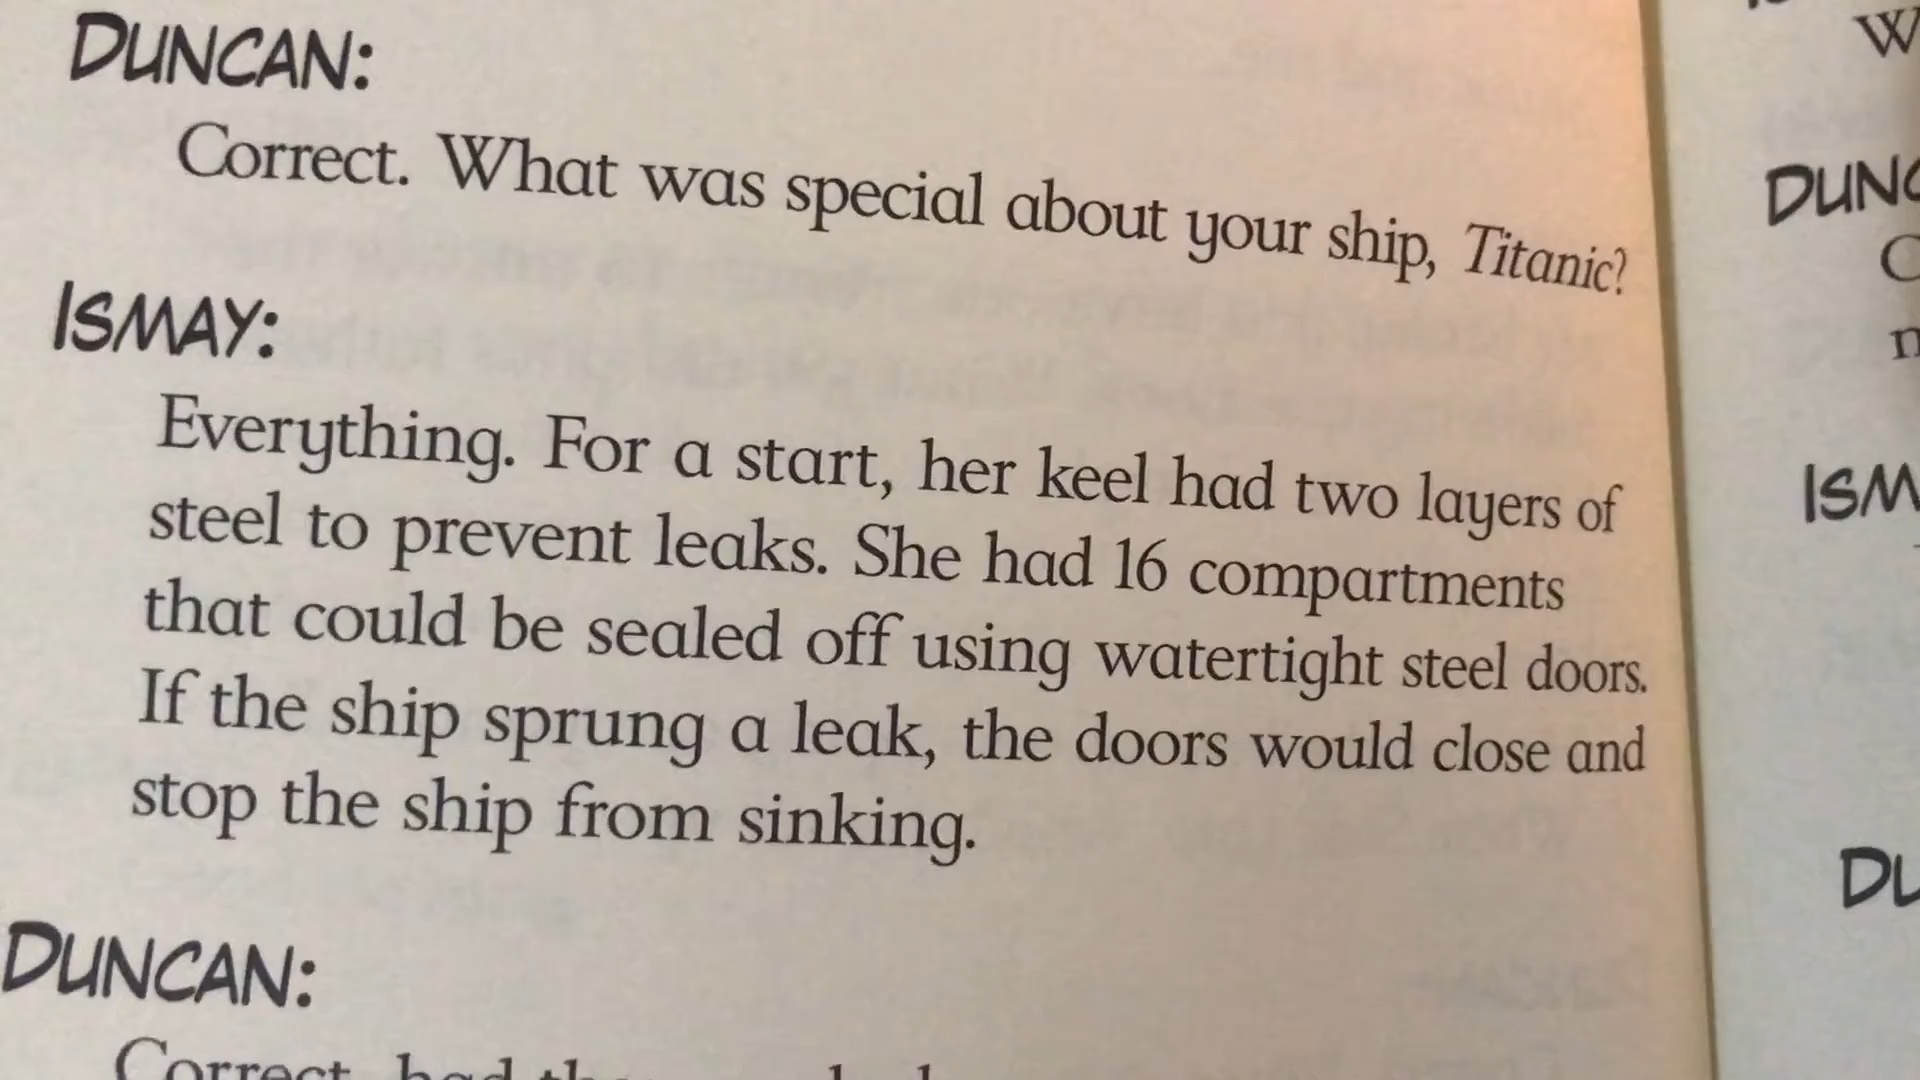 DUNCAN:
Correct. What was special about your ship, Titanic?
ISMAY:
Everything. For a start, her keel had two layers of
steel to prevent leaks. She had 16 compartments
that could be sealed off using watertight steel doors.
If the ship sprung a leak, the doors would close and
stop the ship from sinking.
DUNCAN:
Correct